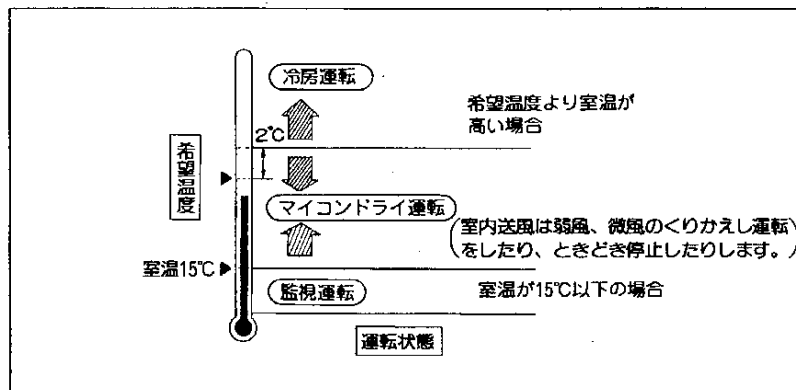 冷房運転
希望温度より室温が
高い場合
2℃
希望温度
マイコンドライ運転
(室内送風は弱風、微風のくりかえし運転
をしたり、ときどき停止したりします。)
室温15℃
監視運転
室温が15℃以下の場合
運転状態